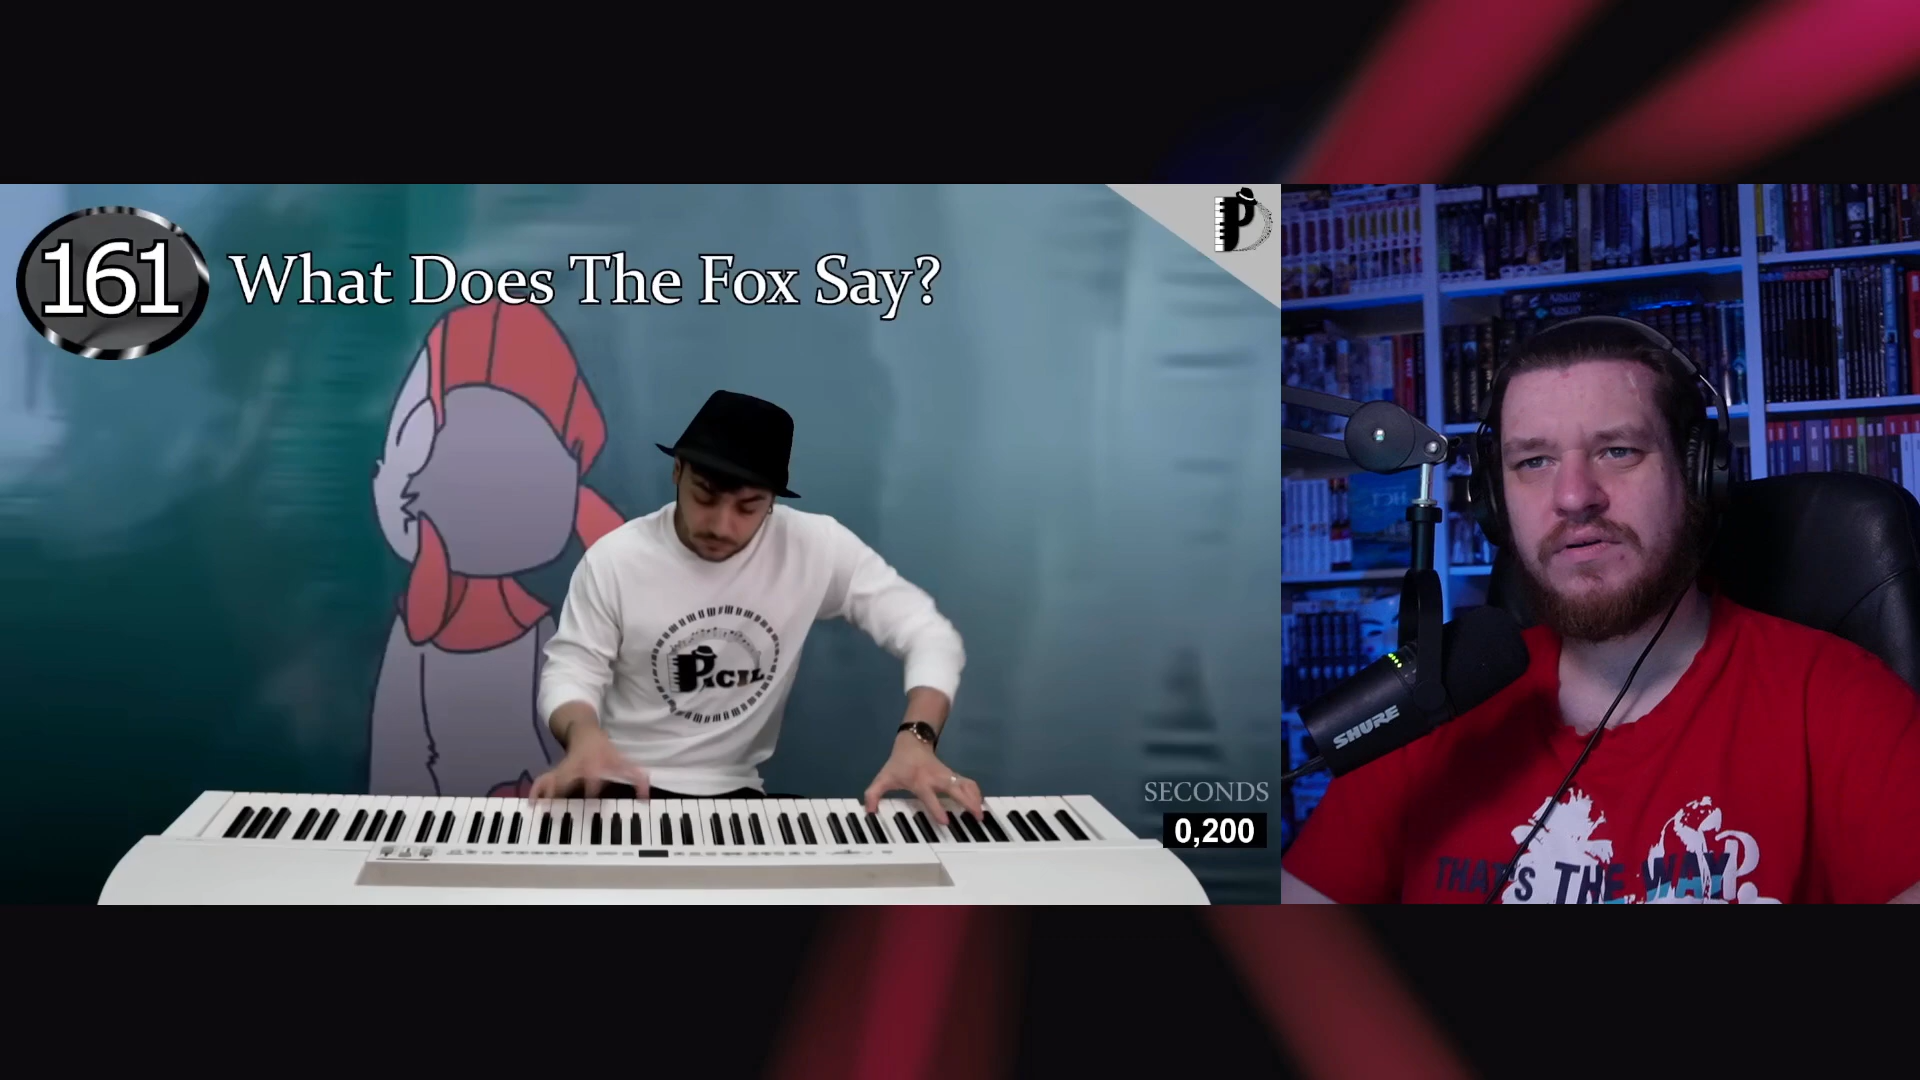 161
What Does The Fox Say?
P
PACIL
SECONDS
0,200
SHURE
THAT'S THE WAY